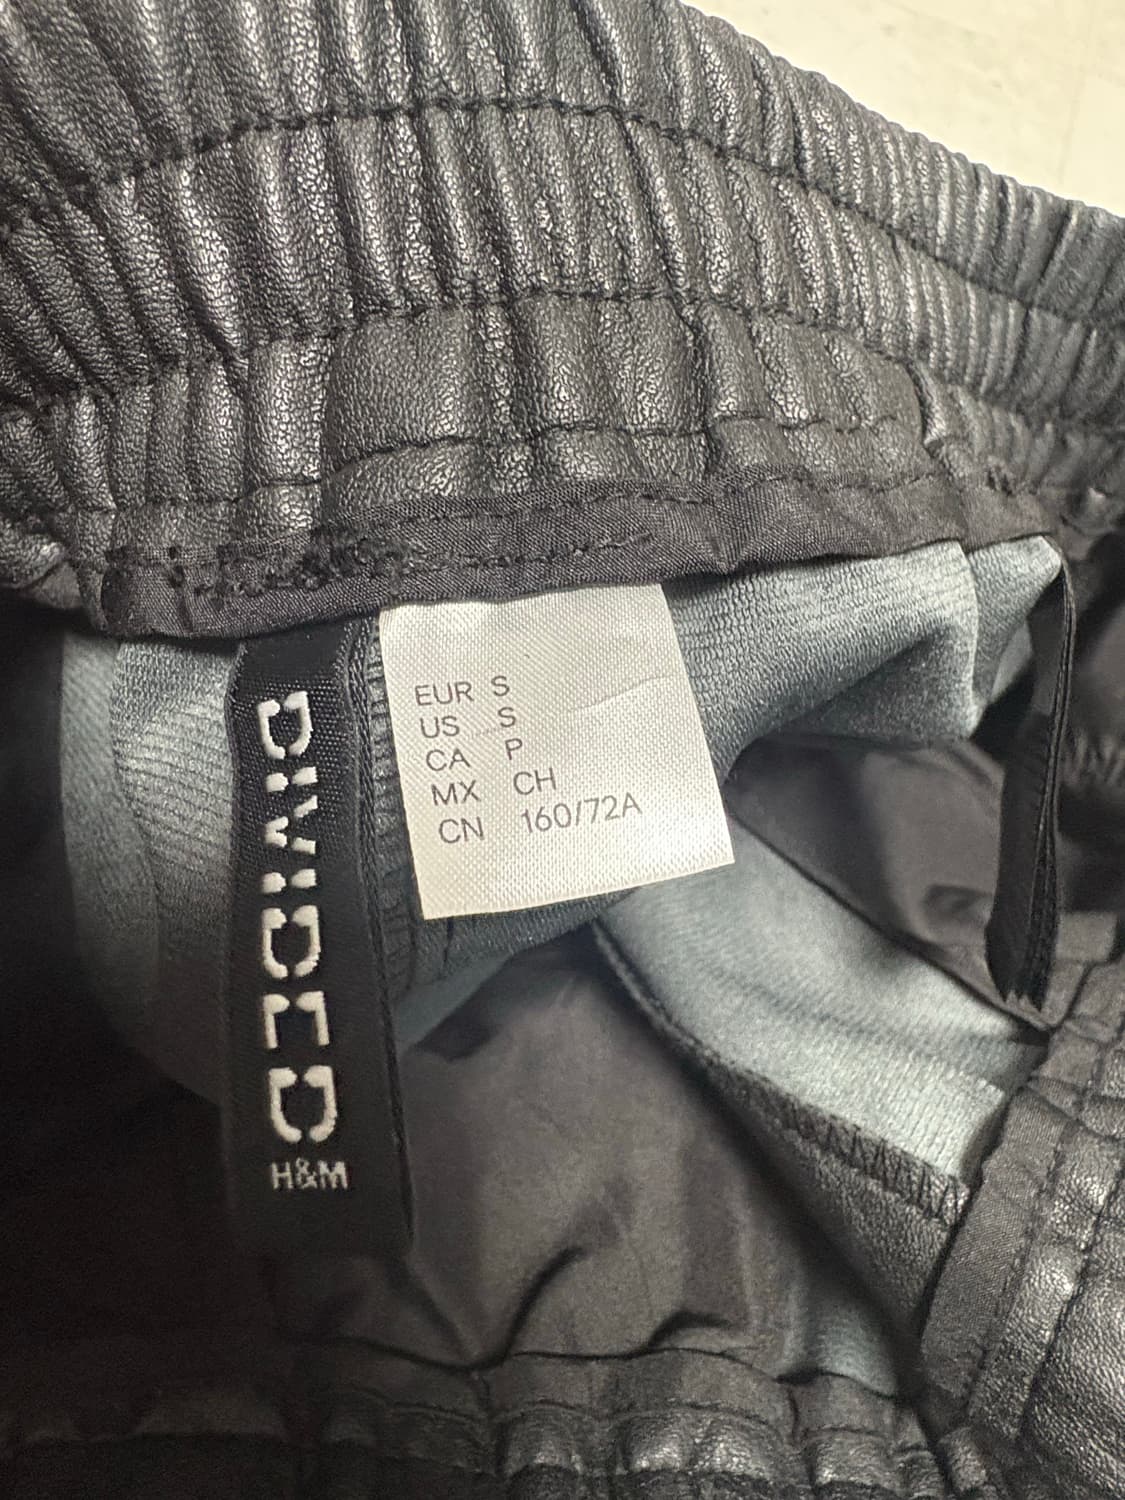 DIVIDED
H&M
EUR S
US S
CA P
MX CH
CN 160/72A